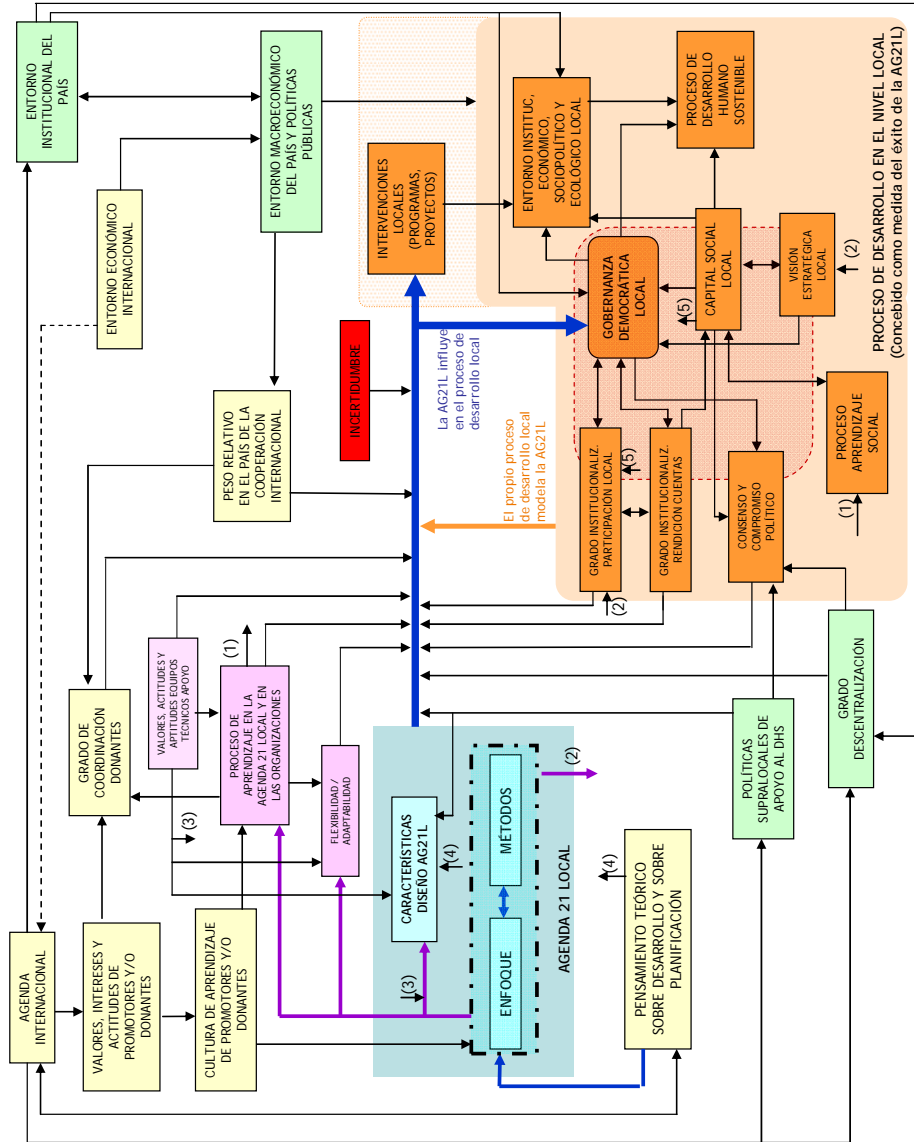 AGENDA
INTERNACIONAL
ENTORNO ECONÓMICO
INTERNACIONAL
ENTORNO
INSTITUCIONAL DEL
PAÍS
VALORES, INTERESES Y
ACTITUDES DE
PROMOTORES Y/O
DONANTES
GRADO DE
COORDINACIÓN
DONANTES
PESO RELATIVO
EN EL PAÍS DE LA
COOPERACIÓN
INTERNACIONAL
ENTORNO MACROECONÓMICO
DEL PAÍS Y POLÍTICAS
PÚBLICAS
CULTURA DE APRENDIZAJE
DE PROMOTORES Y/O
DONANTES
VALORES, ACTITUDES Y
APTITUDES EQUIPOS
TÉCNICOS APOYO
(3)
PROCESO DE
APRENDIZAJE EN LA
AGENDA 21 LOCAL Y EN
LAS ORGANIZACIONES
(1)
FLEXIBILIDAD/
ADAPTABILIDAD
INCERTIDUMBRE
INTERVENCIONES
LOCALES
(PROGRAMAS,
PROYECTOS)
CARACTERÍSTICAS
DISEÑO AG21L
(3)
(4)
ENFOQUE
MÉTODOS
AGENDA 21 LOCAL
(2)
La AG21L influye
en el proceso de
desarrollo local
El propio proceso
de desarrollo local
modela la AG21L
ENTORNO INSTITUC,
ECONÓMICO,
SOCIOPOLÍTICO Y
ECOLÓGICO LOCAL
PROCESO DE
DESARROLLO
HUMANO
SOSTENIBLE
GOBERNANZA
DEMOCRÁTICA
LOCAL
CAPITAL SOCIAL
LOCAL
(5)
VISIÓN
ESTRATÉGICA
LOCAL
(2)
GRADO INSTITUCIONALIZ.
PARTICIPACIÓN LOCAL
(2)
(5)
GRADO INSTITUCIONALIZ.
RENDICIÓN CUENTAS
CONSENSO Y
COMPROMISO
POLÍTICO
PROCESO
APRENDIZAJE
SOCIAL
(1)
PROCESO DE DESARROLLO EN EL NIVEL LOCAL
(Concebido como medida del éxito de la AG21L)
PENSAMIENTO TEÓRICO
SOBRE DESARROLLO Y SOBRE
PLANIFICACIÓN
(4)
POLÍTICAS
SUPRALOCALES DE
APOYO AL DHS
GRADO
DESCENTRALIZACIÓN